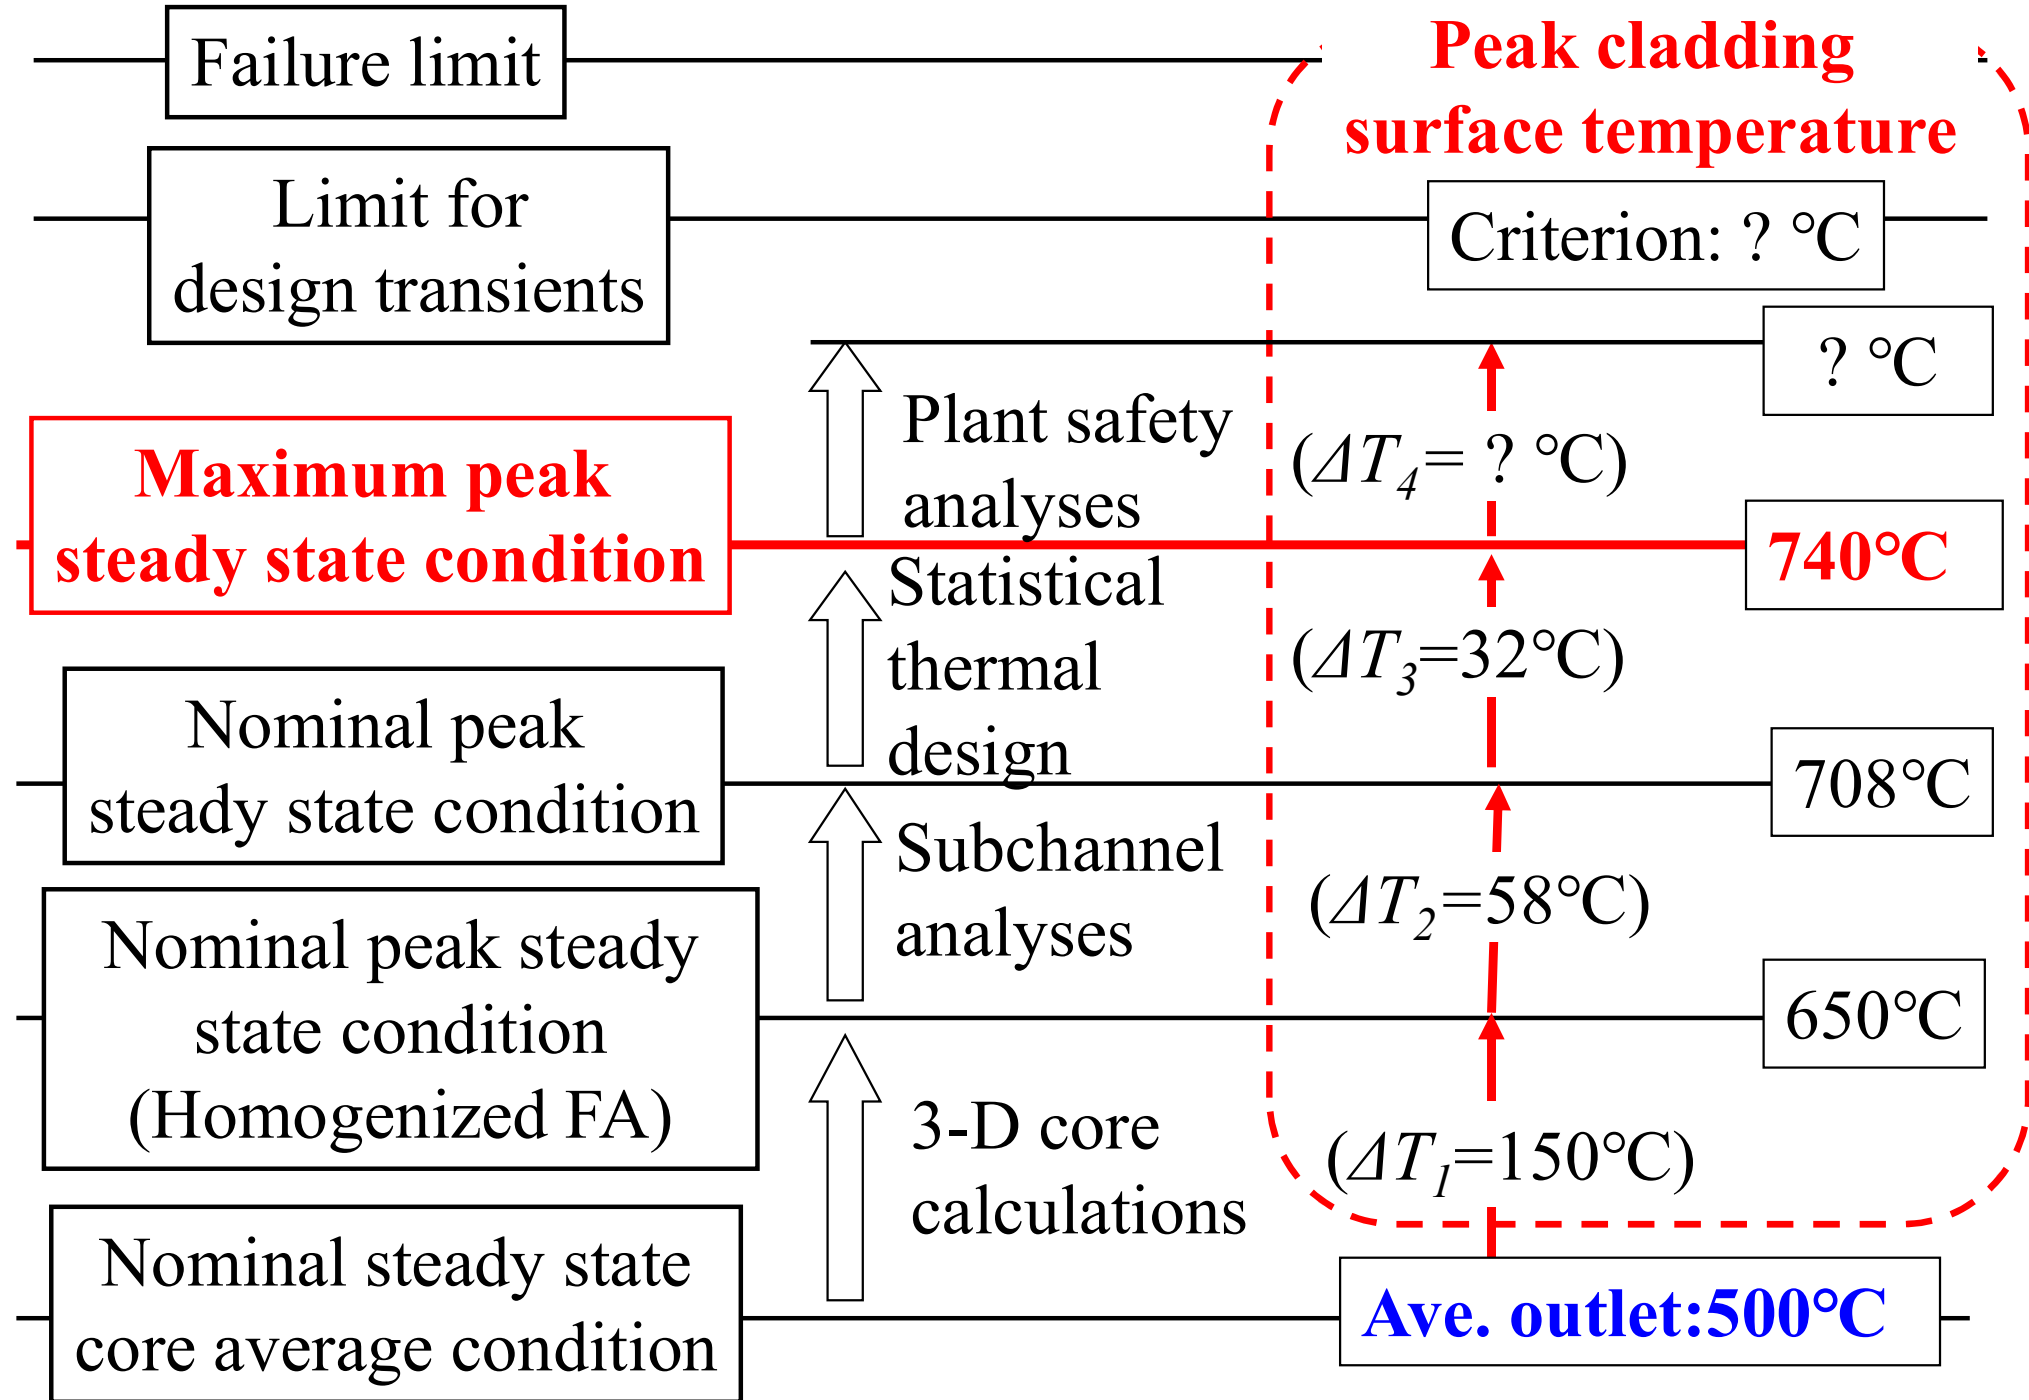 Failure limit
Peak cladding
surface temperature
Limit for
design transients
Criterion: ? °C
? °C
Plant safety
analyses
(ΔT4= ? °C)
Maximum peak
steady state condition
740°C
Statistical
thermal
design
(ΔT3=32°C)
Nominal peak
steady state condition
708°C
Subchannel
analyses
(ΔT2=58°C)
Nominal peak steady
state condition
(Homogenized FA)
650°C
3-D core
calculations
(ΔT1=150°C)
Nominal steady state
core average condition
Ave. outlet:500°C